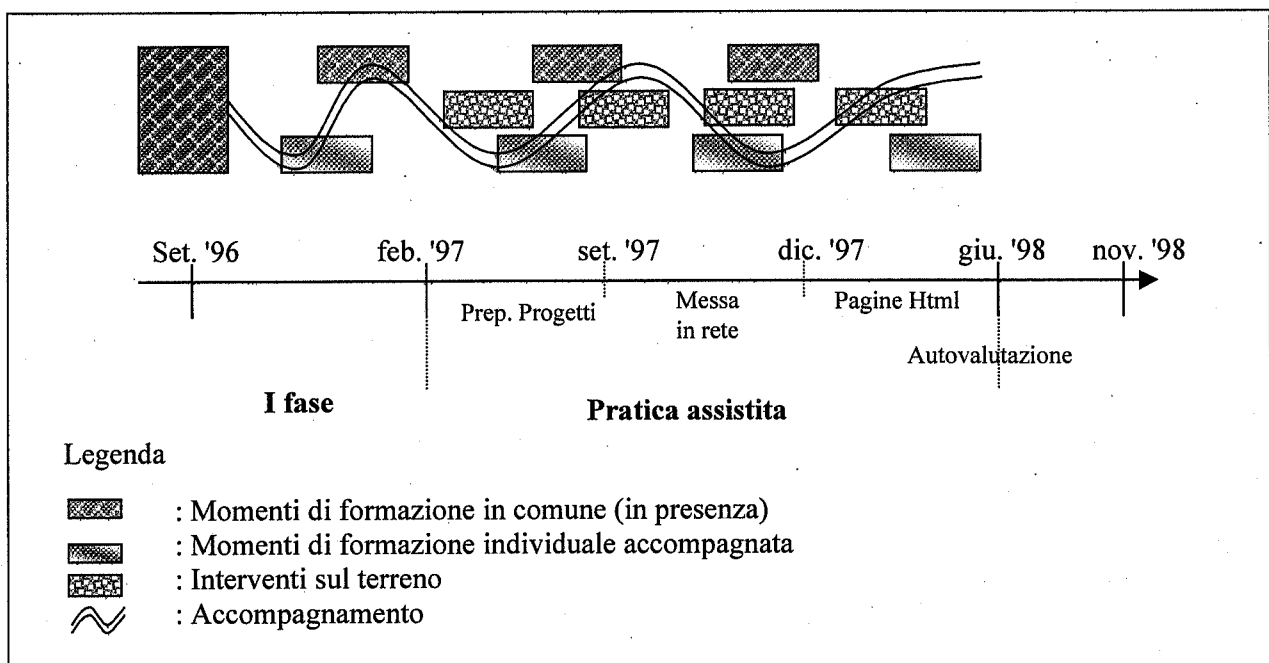 Set. '96 feb. '97 set. '97 dic. '97 giu. '98 nov. '98
Prep. Progetti Messa in rete Pagine Html
Autovalutazione
I fase Pratica assistita
Legenda
: Momenti di formazione in comune (in presenza)
: Momenti di formazione individuale accompagnata
: Interventi sul terreno
: Accompagnamento